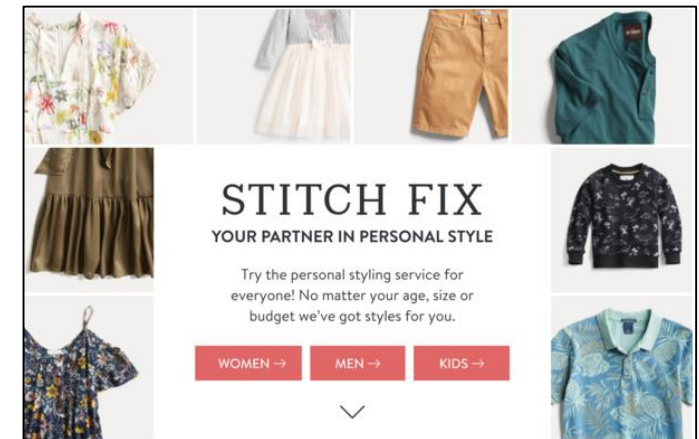 STITCH FIX
YOUR PARTNER IN PERSONAL STYLE
Try the personal styling service for
everyone! No matter your age, size or
budget we've got styles for you.
WOMEN →
MEN →
KIDS →